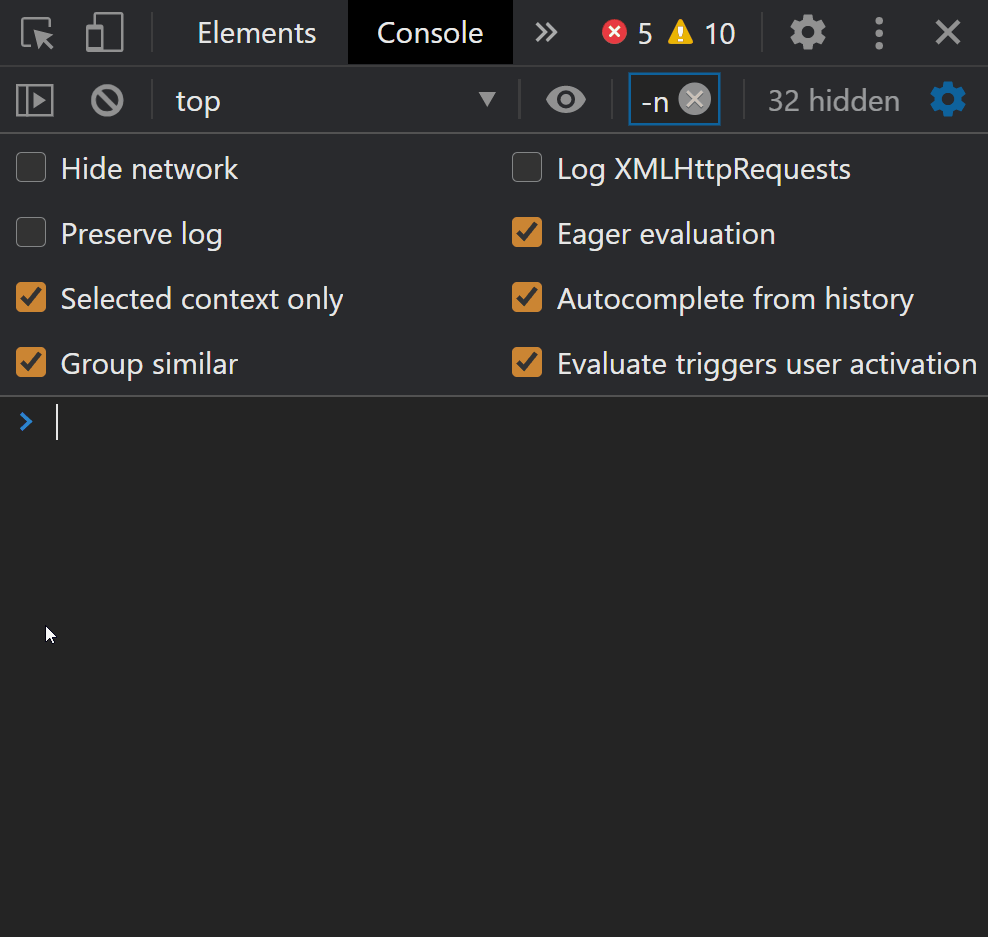 Elements Console 5 10
top -n 32 hidden
Hide network Log XMLHttpRequests
Preserve log Eager evaluation
Selected context only Autocomplete from history
Group similar Evaluate triggers user activation